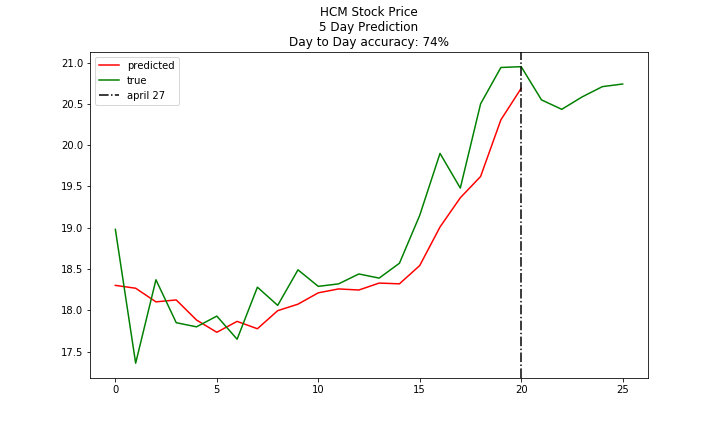 HCM Stock Price
5 Day Prediction
Day to Day accuracy: 74%
predicted
true
april 27
21.0
20.5
20.0
19.5
19.0
18.5
18.0
17.5
0 5 10 15 20 25